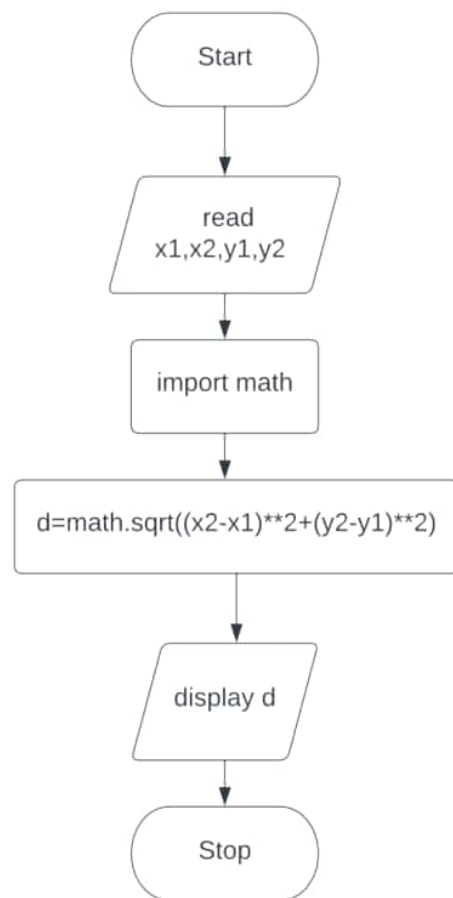 Start
read
x1,x2,y1,y2
import math
d=math.sqrt((x2-x1)**2+(y2-y1)**2)
display d
Stop